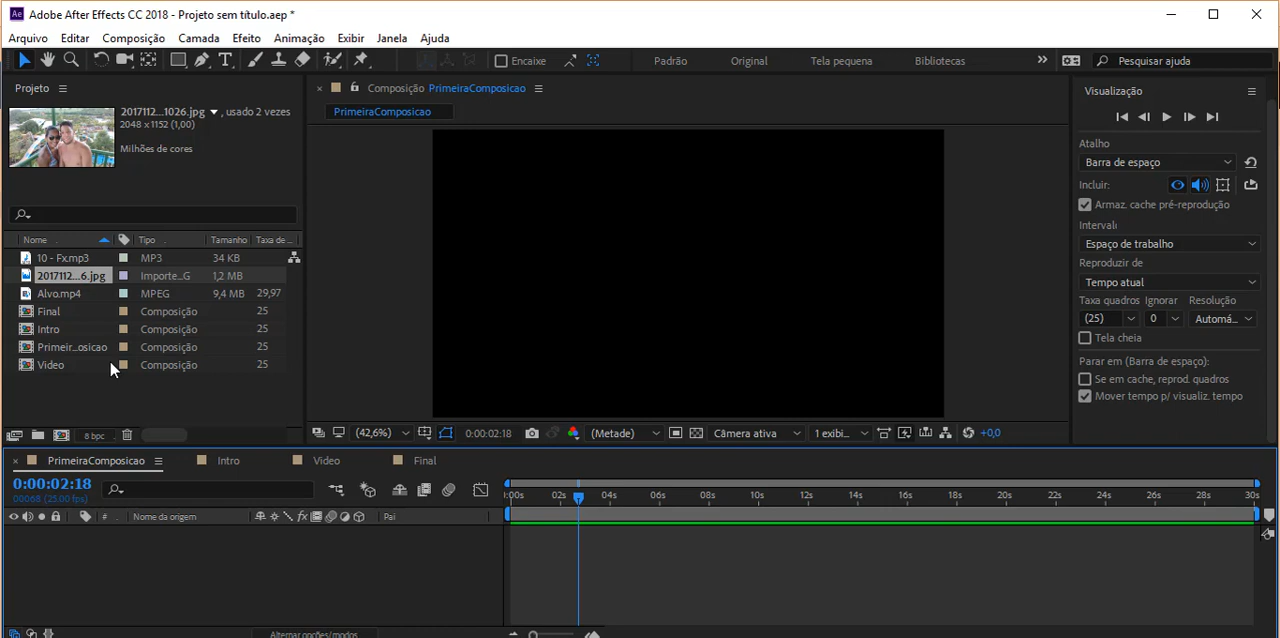 Ae Adobe After Effects CC 2018 - Projeto sem título.aep *
Arquivo Editar Composição Camada Efeito Animação Exibir Janela Ajuda
Encaixe Padrão Original Tela pequena Bibliotecas Pesquisar ajuda
Projeto
2017112...1026.jpg , usado 2 vezes
2048 x 1152 (1,00)
Milhões de cores
Nome Tipo Tamanho Taxa de ...
10 - Fx.mp3 MP3 34 KB
2017112...6.jpg Importe...G 1,2 MB
Alvo.mp4 MPEG 9,4 MB 29,97
Final Composição 25
Intro Composição 25
Primeir...osicao Composição 25
Video Composição 25
8 bpc
Composição PrimeiraComposicao
PrimeiraComposicao
(42,6%) 0:00:02:18 (Metade) Câmera ativa 1 exibi... +0,0
Visualização
Atalho
Barra de espaço
Incluir:
Armaz. cache pré-reprodução
Intervalo
Espaço de trabalho
Reproduzir de
Tempo atual
Taxa quadros Ignorar Resolução
(25) 0 Automá...
Tela cheia
Parar em (Barra de espaço):
Se em cache, reprod. quadros
Mover tempo p/ visualiz. tempo
PrimeiraComposicao Intro Video Final
0:00:02:18
00068 (25.00 fps)
:00s 02s 04s 06s 08s 10s 12s 14s 16s 18s 20s 22s 24s 26s 28s 30s
# Nome da origem fx Pai
Alternar opções/modos